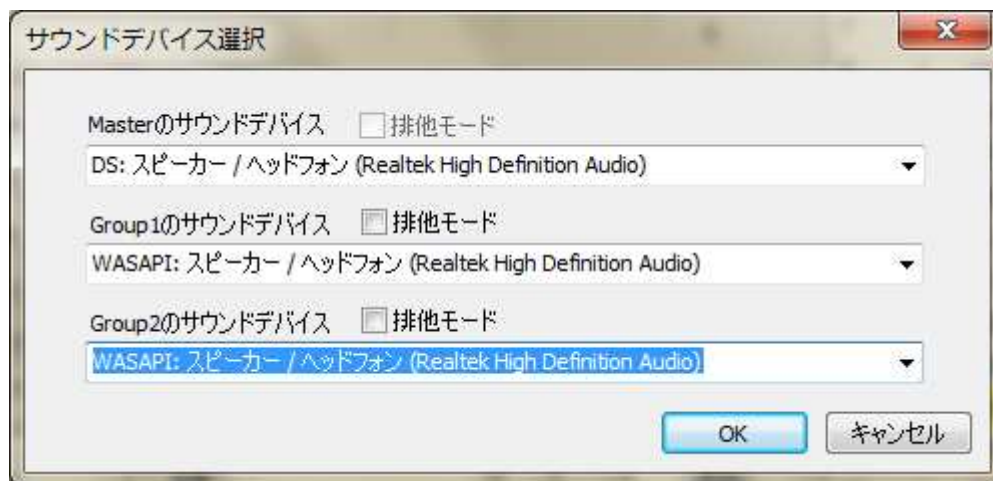 サウンドデバイス選択
Masterのサウンドデバイス 排他モード
DS: スピーカー / ヘッドフォン (Realtek High Definition Audio)
Group1のサウンドデバイス 排他モード
WASAPI: スピーカー / ヘッドフォン (Realtek High Definition Audio)
Group2のサウンドデバイス 排他モード
WASAPI: スピーカー / ヘッドフォン (Realtek High Definition Audio)
OK キャンセル